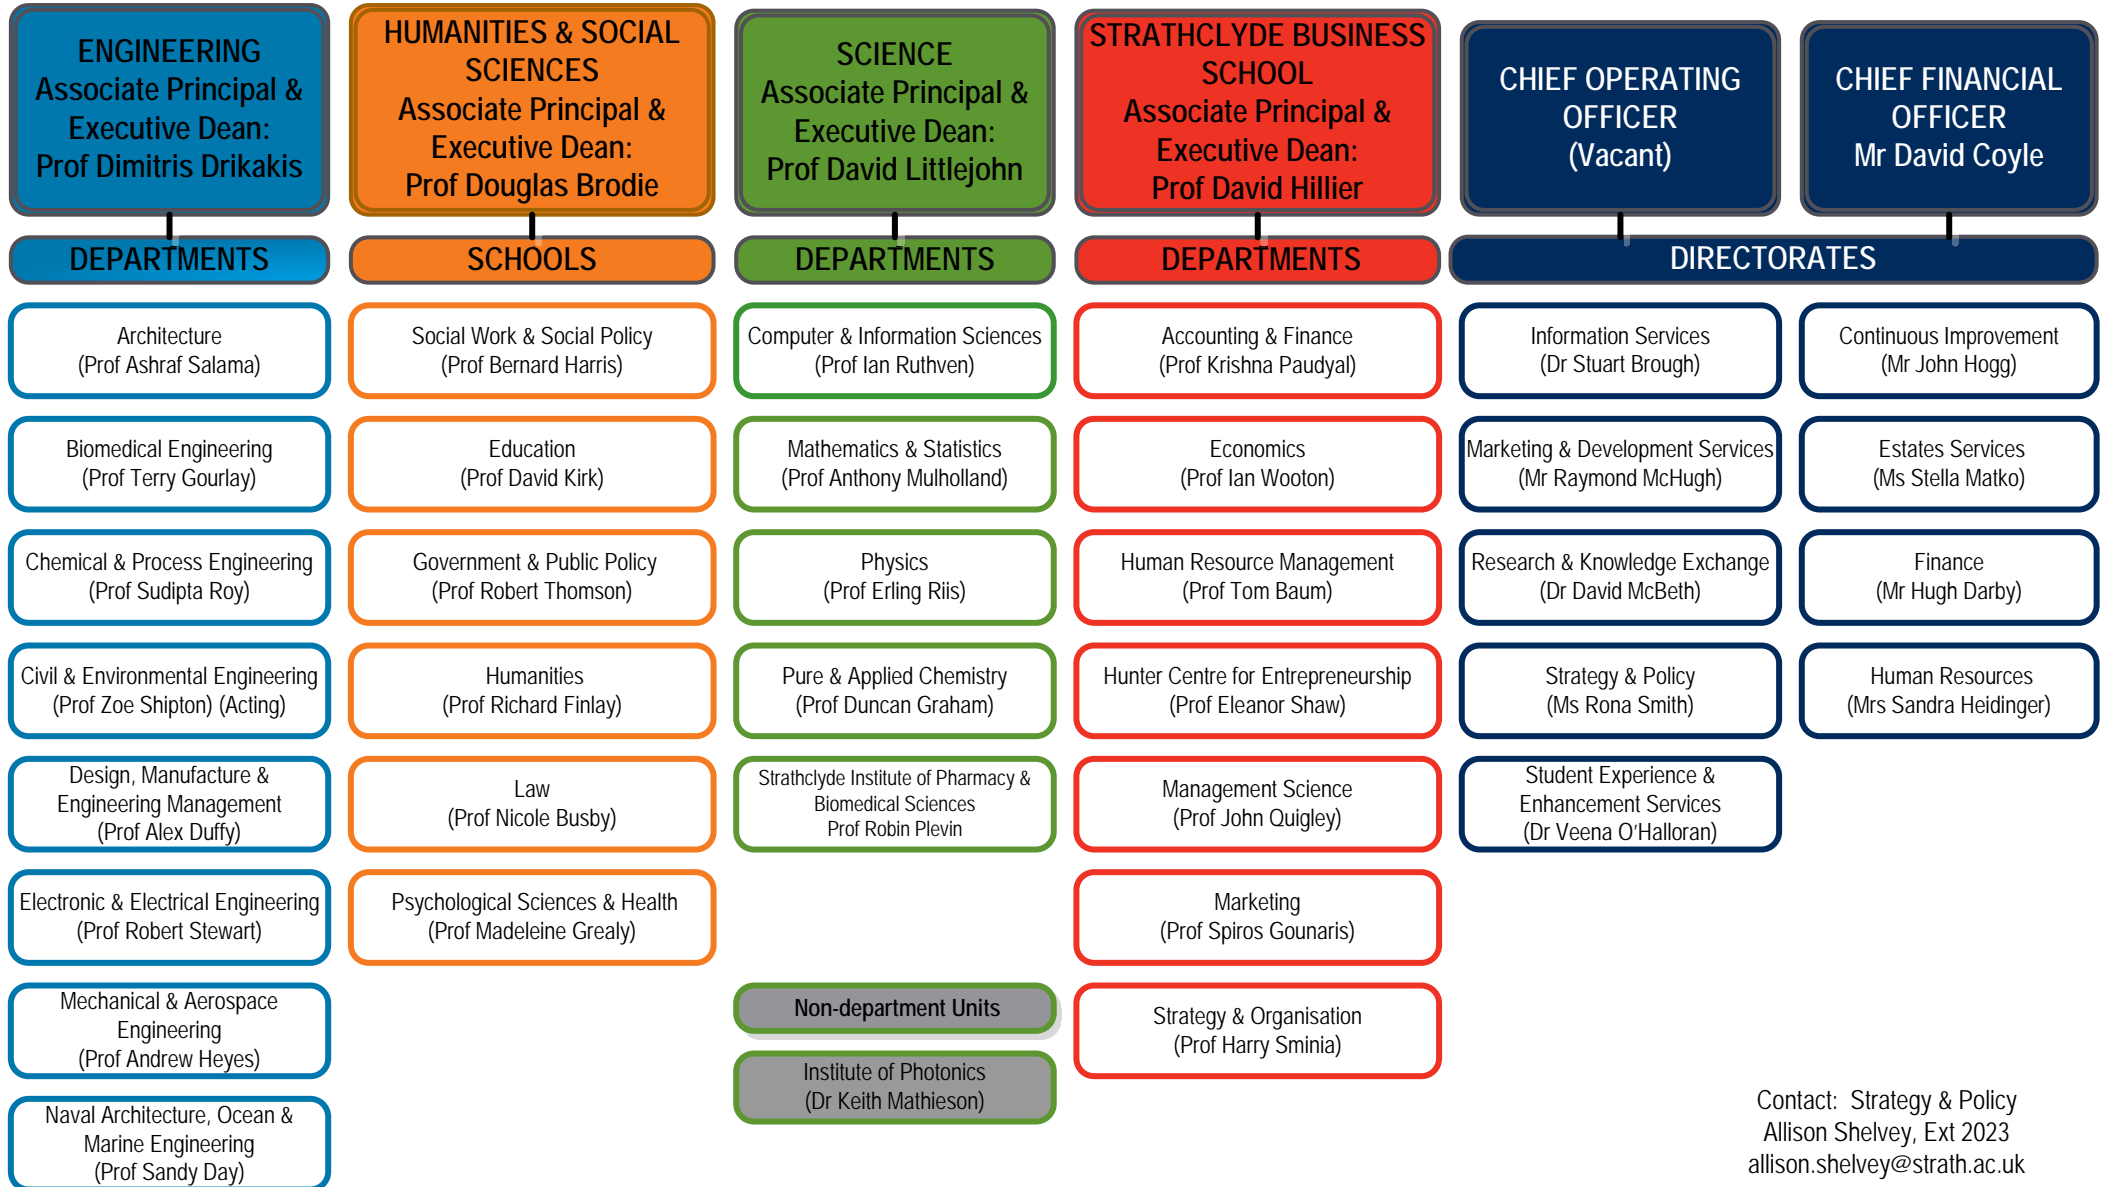 ENGINEERING
Associate Principal &
Executive Dean:
Prof Dimitris Drikakis
HUMANITIES & SOCIAL
SCIENCES
Associate Principal &
Executive Dean:
Prof Douglas Brodie
SCIENCE
Associate Principal &
Executive Dean:
Prof David Littlejohn
STRATHCLYDE BUSINESS
SCHOOL
Associate Principal &
Executive Dean:
Prof David Hillier
CHIEF OPERATING
OFFICER
(Vacant)
CHIEF FINANCIAL
OFFICER
Mr David Coyle
DEPARTMENTS
SCHOOLS
DEPARTMENTS
DEPARTMENTS
DIRECTORATES
Architecture
(Prof Ashraf Salama)
Biomedical Engineering
(Prof Terry Gourlay)
Chemical & Process Engineering
(Prof Sudipta Roy)
Civil & Environmental Engineering
(Prof Zoe Shipton) (Acting)
Design, Manufacture &
Engineering Management
(Prof Alex Duffy)
Electronic & Electrical Engineering
(Prof Robert Stewart)
Mechanical & Aerospace
Engineering
(Prof Andrew Heyes)
Naval Architecture, Ocean &
Marine Engineering
(Prof Sandy Day)
Social Work & Social Policy
(Prof Bernard Harris)
Education
(Prof David Kirk)
Government & Public Policy
(Prof Robert Thomson)
Humanities
(Prof Richard Finlay)
Law
(Prof Nicole Busby)
Psychological Sciences & Health
(Prof Madeleine Grealy)
Computer & Information Sciences
(Prof Ian Ruthven)
Mathematics & Statistics
(Prof Anthony Mulholland)
Physics
(Prof Erling Riis)
Pure & Applied Chemistry
(Prof Duncan Graham)
Strathclyde Institute of Pharmacy &
Biomedical Sciences
Prof Robin Plevin
Non-department Units
Institute of Photonics
(Dr Keith Mathieson)
Accounting & Finance
(Prof Krishna Paudyal)
Economics
(Prof Ian Wooton)
Human Resource Management
(Prof Tom Baum)
Hunter Centre for Entrepreneurship
(Prof Eleanor Shaw)
Management Science
(Prof John Quigley)
Marketing
(Prof Spiros Gounaris)
Strategy & Organisation
(Prof Harry Sminia)
Information Services
(Dr Stuart Brough)
Marketing & Development Services
(Mr Raymond McHugh)
Research & Knowledge Exchange
(Dr David McBeth)
Strategy & Policy
(Ms Rona Smith)
Student Experience &
Enhancement Services
(Dr Veena O'Halloran)
Continuous Improvement
(Mr John Hogg)
Estates Services
(Ms Stella Matko)
Finance
(Mr Hugh Darby)
Human Resources
(Mrs Sandra Heidinger)
Contact: Strategy & Policy
Allison Shelvey, Ext 2023
allison.shelvey@strath.ac.uk